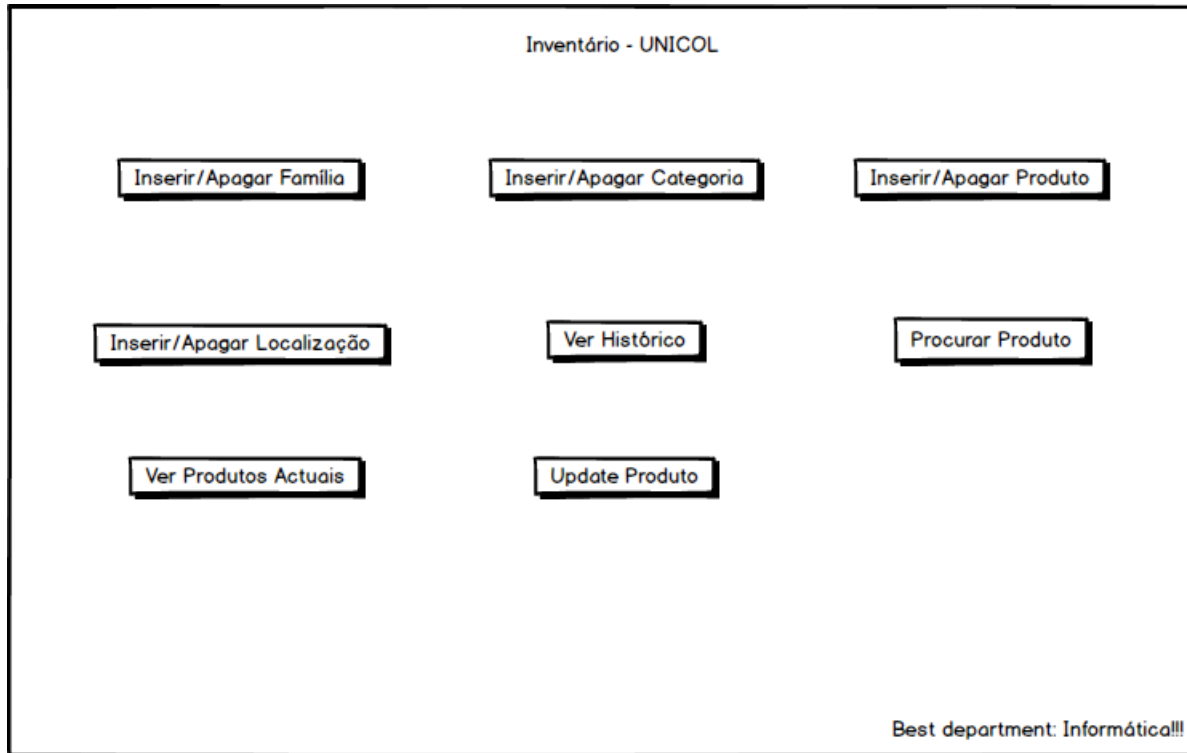 Inventário - UNICOL
Inserir/Apagar Família
Inserir/Apagar Categoria
Inserir/Apagar Produto
Inserir/Apagar Localização
Ver Histórico
Procurar Produto
Ver Produtos Actuais
Update Produto
Best department: Informática!!!